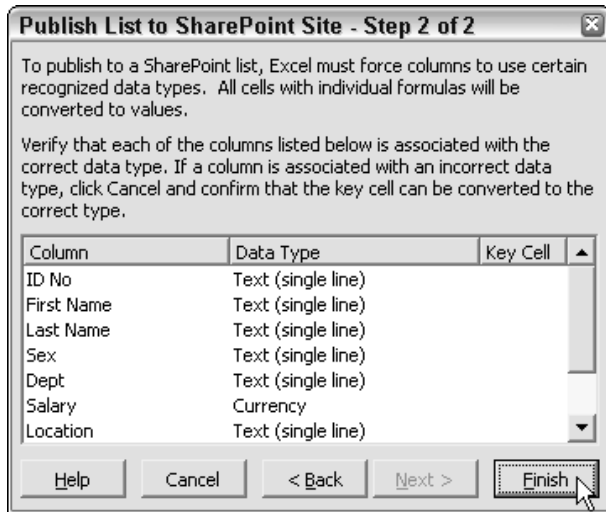 Publish List to SharePoint Site - Step 2 of 2
To publish to a SharePoint list, Excel must force columns to use certain
recognized data types.  All cells with individual formulas will be
converted to values.
Verify that each of the columns listed below is associated with the
correct data type. If a column is associated with an incorrect data
type, click Cancel and confirm that the key cell can be converted to the
correct type.
Column Data Type Key Cell
ID No Text (single line)
First Name Text (single line)
Last Name Text (single line)
Sex Text (single line)
Dept Text (single line)
Salary Currency
Location Text (single line)
Help Cancel < Back Next > Finish